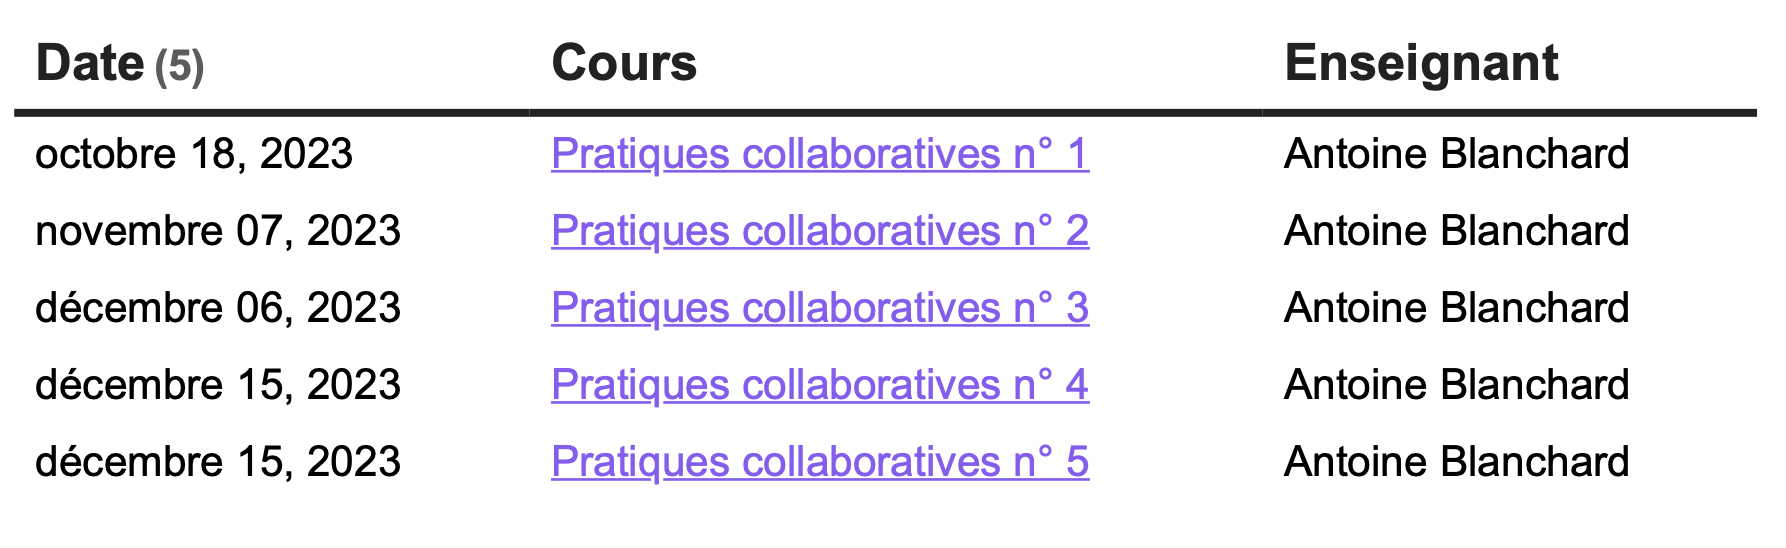 Date (5) Cours Enseignant
octobre 18, 2023 Pratiques collaboratives n° 1 Antoine Blanchard
novembre 07, 2023 Pratiques collaboratives n° 2 Antoine Blanchard
décembre 06, 2023 Pratiques collaboratives n° 3 Antoine Blanchard
décembre 15, 2023 Pratiques collaboratives n° 4 Antoine Blanchard
décembre 15, 2023 Pratiques collaboratives n° 5 Antoine Blanchard